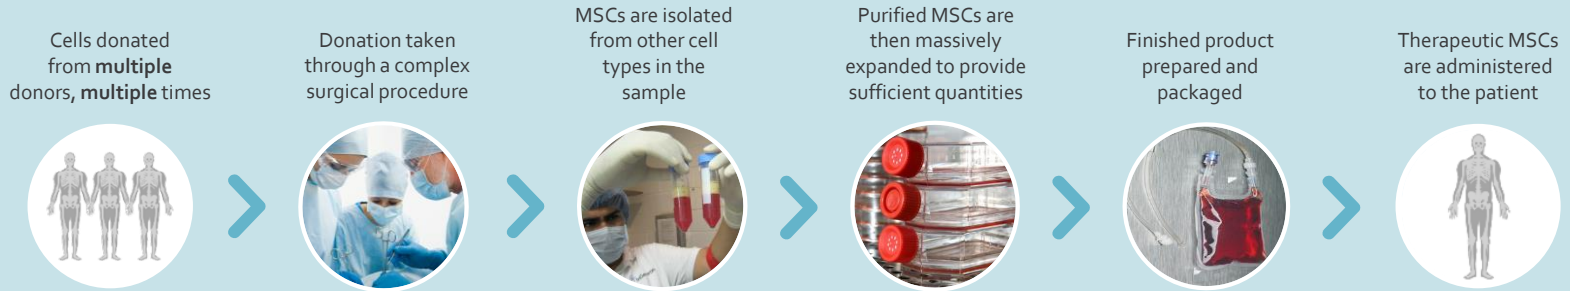 Cells donated
from multiple
donors, multiple times
Donation taken
through a complex
surgical procedure
MSCs are isolated
from other cell
types in the
sample
Purified MSCs are
then massively
expanded to provide
sufficient quantities
Finished product
prepared and
packaged
Therapeutic MSCs
are administered
to the patient